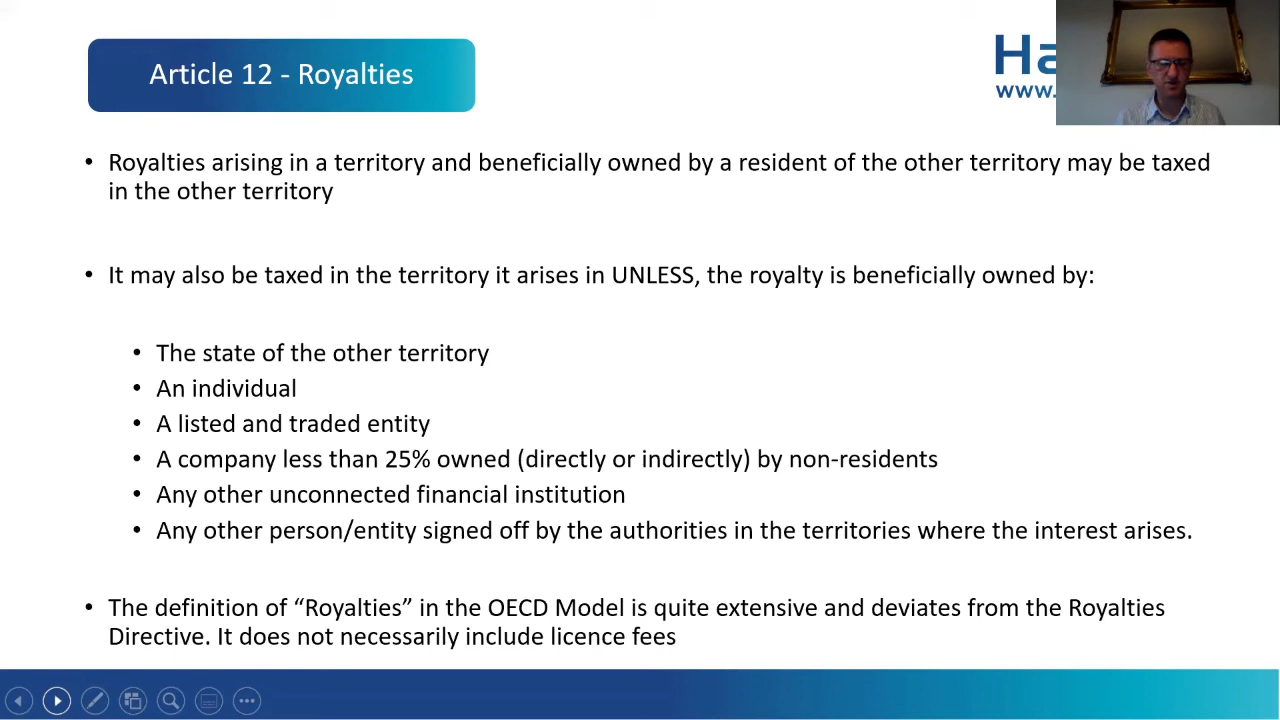 Article 12 - Royalties
Ha
www.
• Royalties arising in a territory and beneficially owned by a resident of the other territory may be taxed
in the other territory
• It may also be taxed in the territory it arises in UNLESS, the royalty is beneficially owned by:
• The state of the other territory
• An individual
• A listed and traded entity
• A company less than 25% owned (directly or indirectly) by non-residents
• Any other unconnected financial institution
• Any other person/entity signed off by the authorities in the territories where the interest arises.
• The definition of “Royalties” in the OECD Model is quite extensive and deviates from the Royalties
Directive. It does not necessarily include licence fees